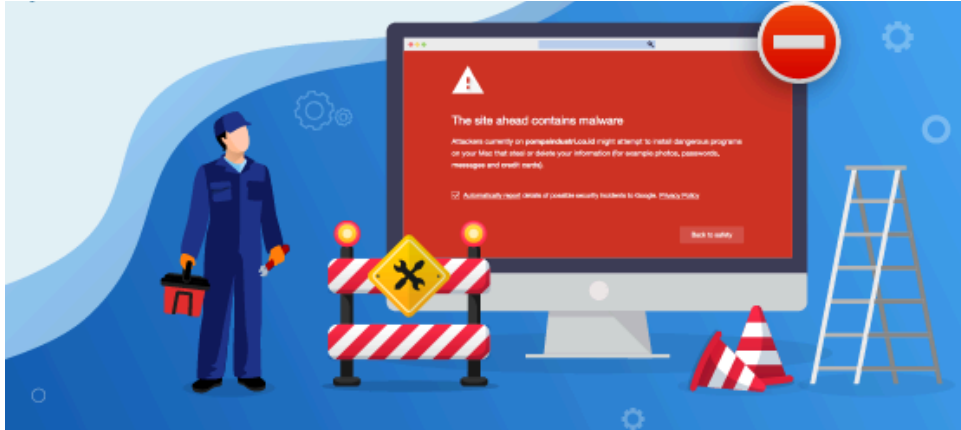 The site ahead contains malware
Attackers currently on pompaindustri.co.id might attempt to install dangerous programs
on your Mac that steal or delete your information (for example photos, passwords,
messages and credit cards).
Automatically report details of possible security incidents to Google. Privacy Policy
Back to safety